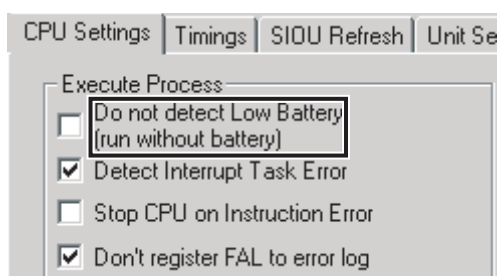 CPU Settings Timings SIOU Refresh Unit Se
Execute Process
Do not detect Low Battery
(run without battery)
Detect Interrupt Task Error
Stop CPU on Instruction Error
Don't register FAL to error log